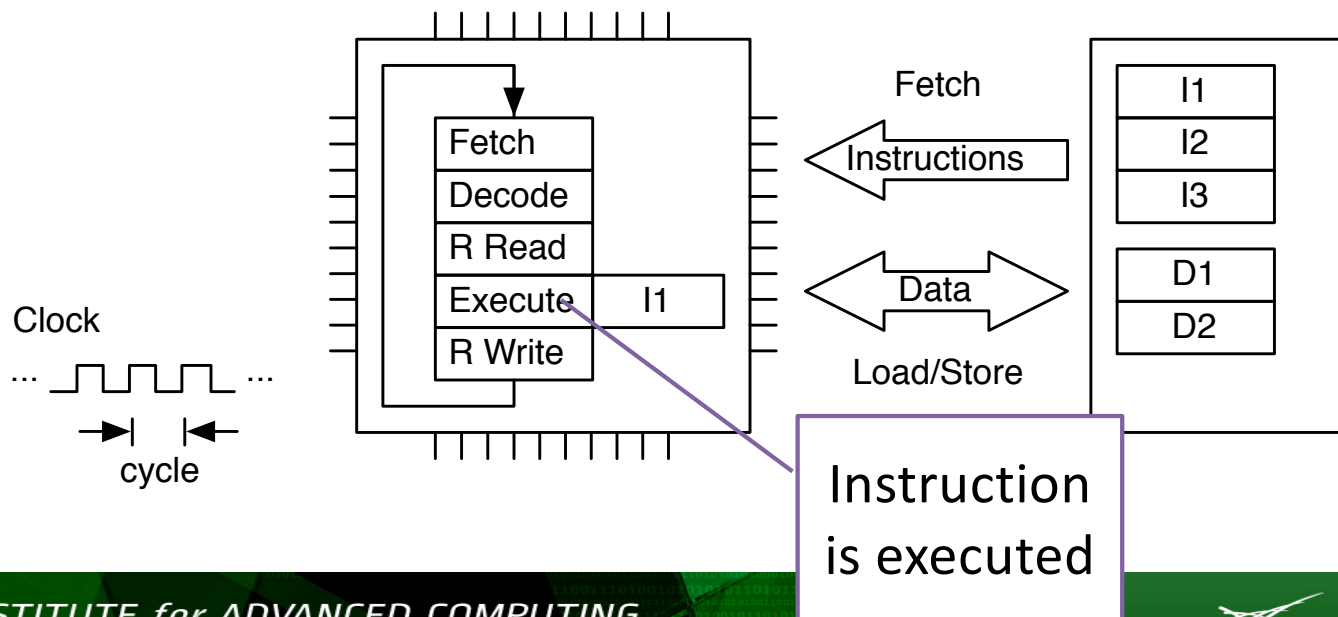 Fetch
Decode
R Read
Execute I1
R Write
Clock
... ...
cycle
Fetch
Instructions
Data
Load/Store
I1
I2
I3
D1
D2
Instruction
is executed
for ADVANCED COMPUTING